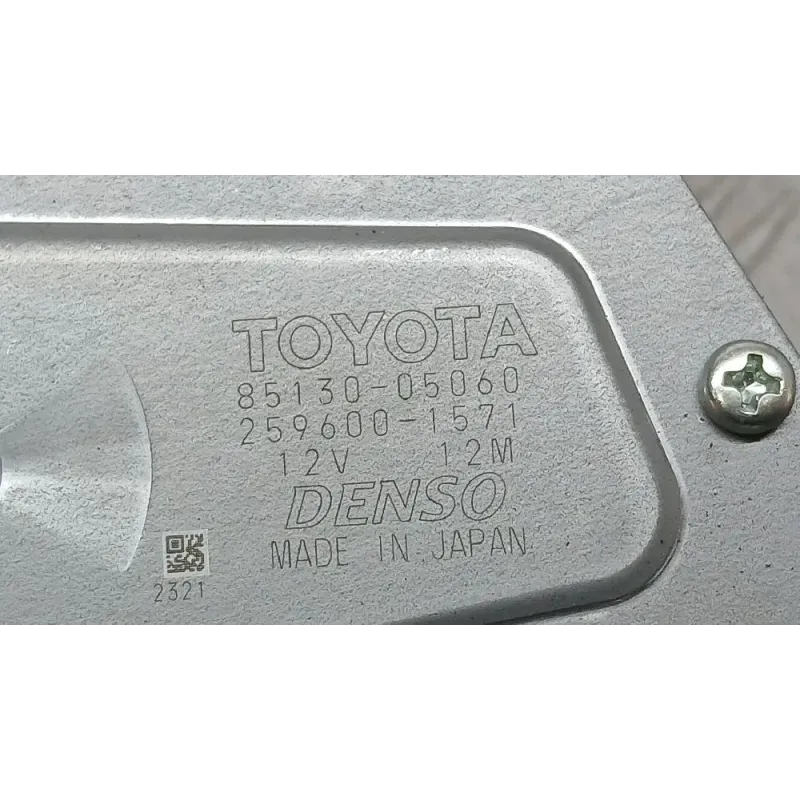 TOYOTA
85130-05060
259600-1571
12V 12M
DENSO
MADE IN JAPAN
2321